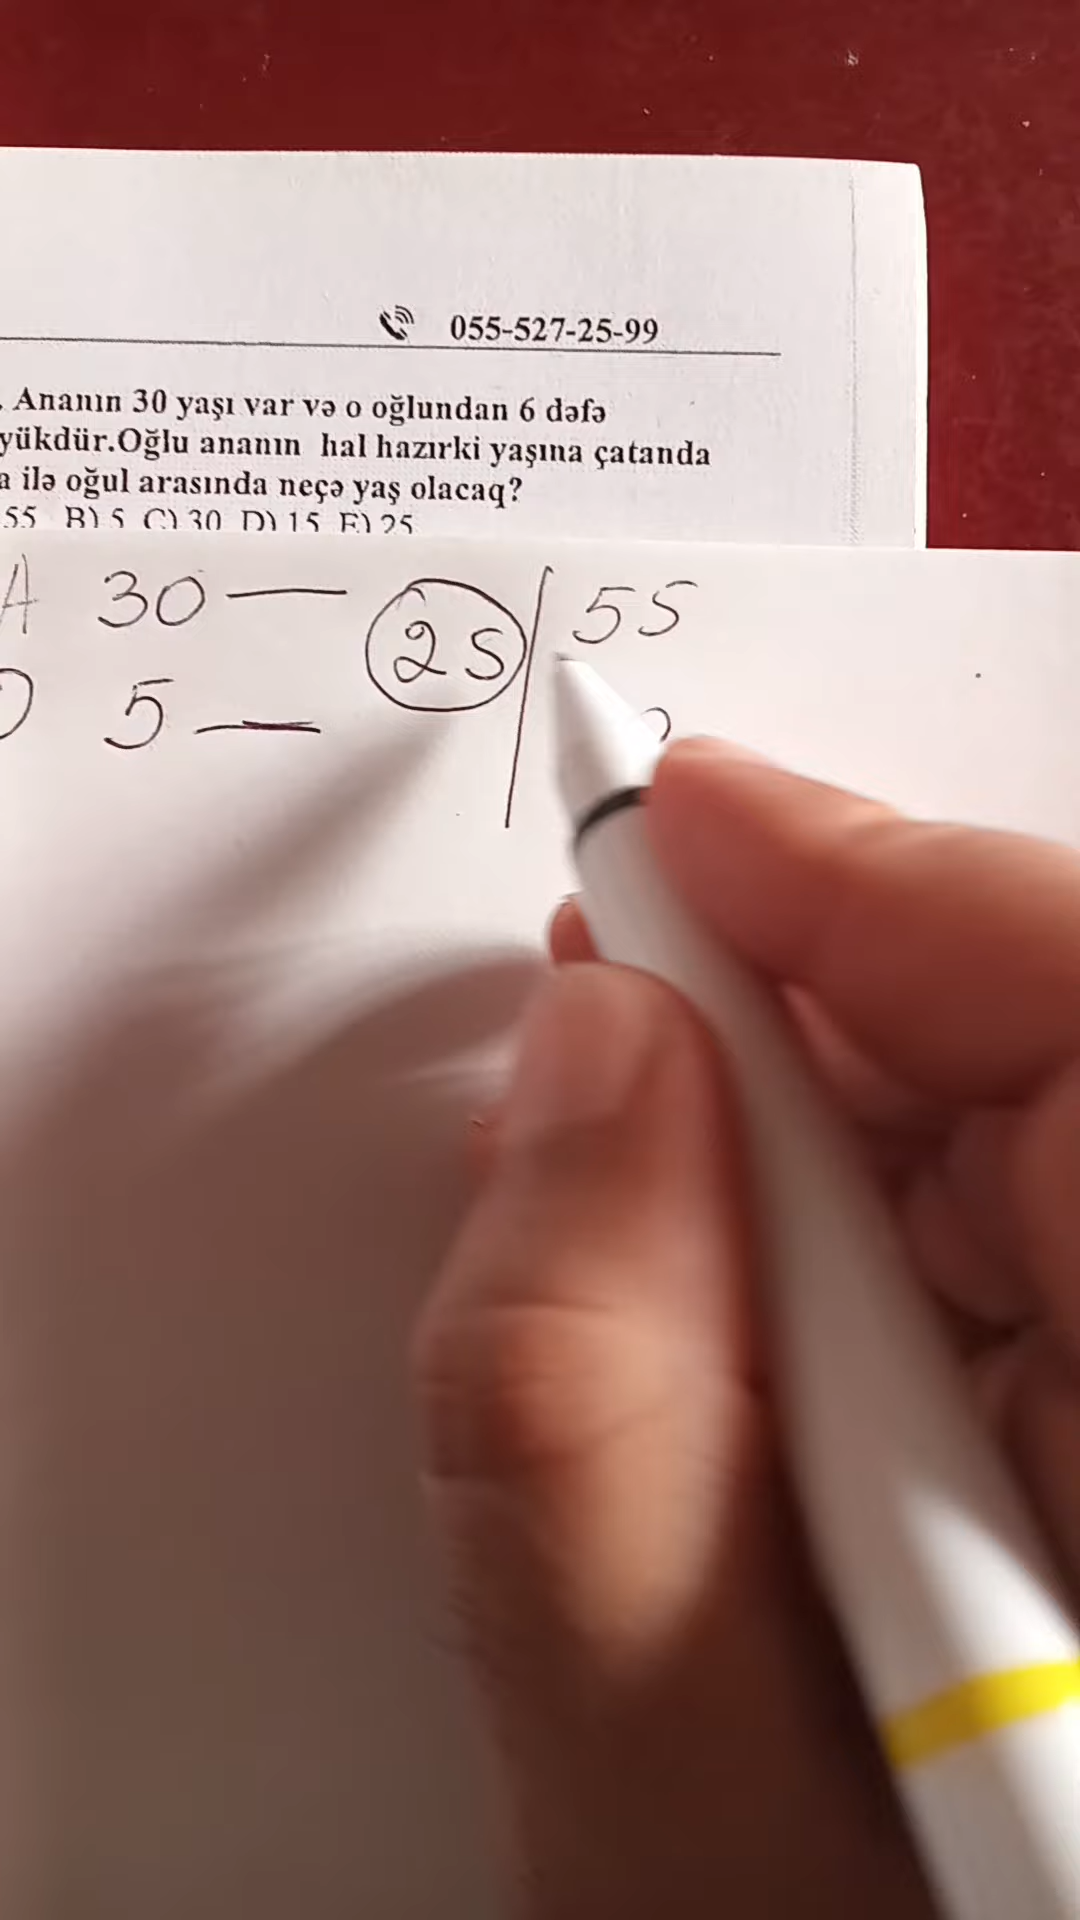 055-527-25-99
. Ananın 30 yaşı var və o oğlundan 6 dəfə
yükdür.Oğlu ananın hal hazırki yaşına çatanda
a ilə oğul arasında neçə yaş olacaq?
55 B) 5 C) 30 D) 15 E) 25
A 30 — 25 55
O 5 —